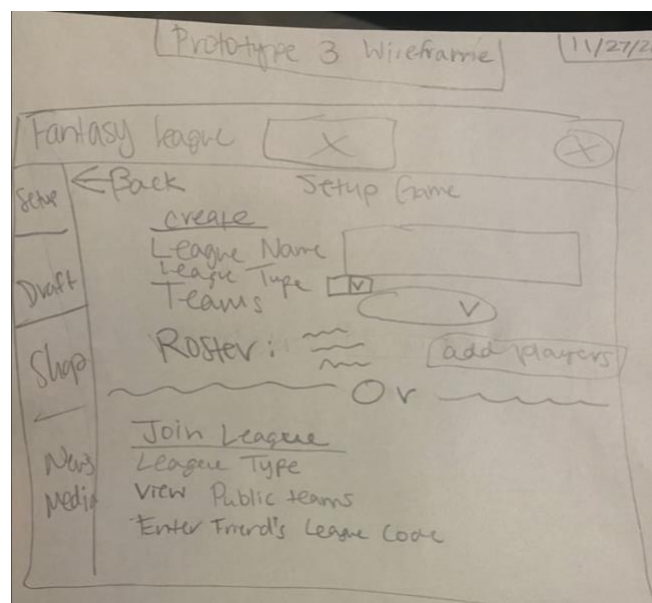 Prototype 3 Wireframe
11/27/2
Fantasy league X X
Setup
← Back
Setup Game
create
League Name
League Type V
Teams V
Draft
Roster:
add players
Shop
Or
Join League
League Type
View Public teams
Enter Friend's League Code
News
Media